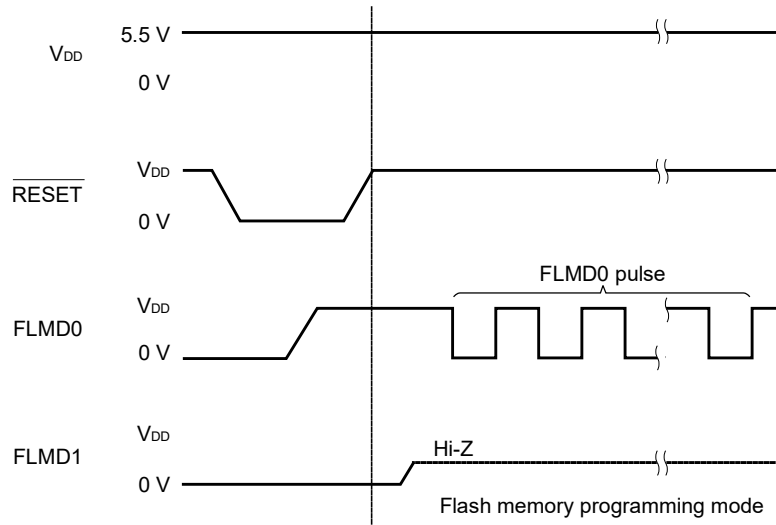 5.5 V
VDD
0 V
VDD
RESET
0 V
FLMD0 pulse
VDD
FLMD0
0 V
VDD
FLMD1
Hi-Z
0 V
Flash memory programming mode